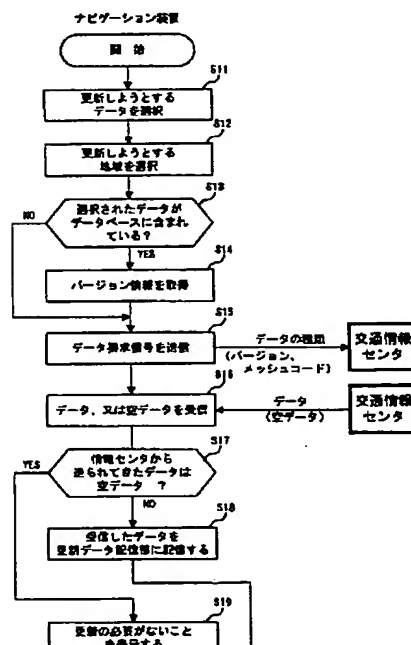 ナビゲーション装置
開始
S11
更新しようとする
データを選択
S12
更新しようとする
地域を選択
S13
選択されたデータが
データベースに含まれ
ている？
NO
YES
S14
バージョン情報を取得
S15
データ要求信号を送信
データの種類
(バージョン、
メッシュコード)
交通情報
センタ
S16
データ、又は空データを受信
データ
(空データ)
交通情報
センタ
S17
情報センタから
送られてきたデータは
空データ ？
YES
NO
S18
受信したデータを
更新データ記憶部に記憶する
S19
更新の必要がないこと